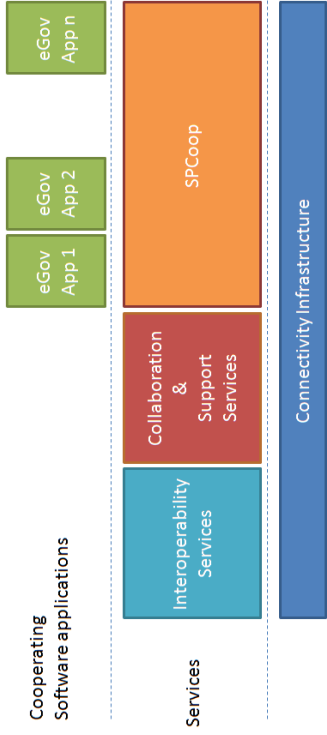 Cooperating
Software applications
eGov
App 1
eGov
App 2
eGov
App n
Services
Interoperability
Services
Collaboration
&
Support
Services
SPCoop
Connectivity Infrastructure